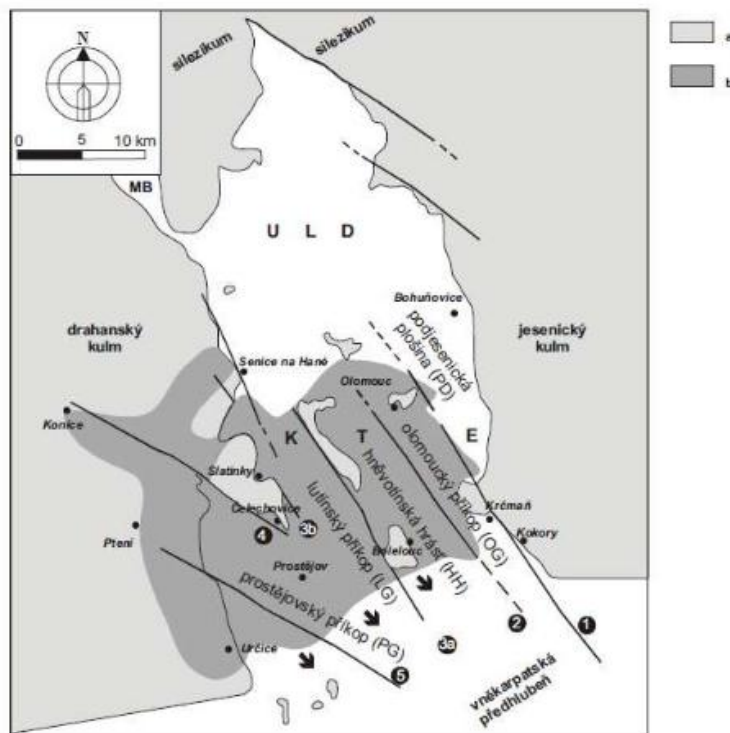 N
0 5 10 km
MB
silezikum
silezikum
a
U L D
Bohuňovice
podjesenická
plošina (PD)
drahanský
kulm
jesenický
kulm
Senice na Hané
Olomouc
Konice
K T E
olomoucký příkop (OG)
hněvotínská hrásť (HH)
lutínský příkop (LG)
Slatinky
Čelechovice
Krčmaň
Kokory
4
3b
Ptení
Bolelouc
Prostějov
prostějovský příkop (PG)
Určice
1
2
3a
5
vněkarpatská
předhlubeň